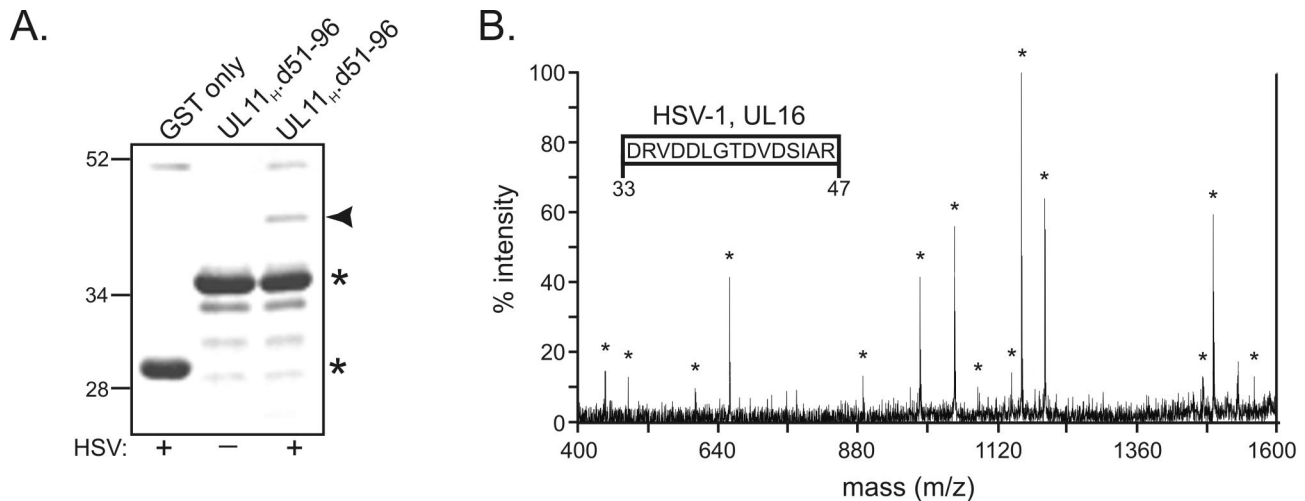 A.
GST only
UL11H.d51-96
UL11H.d51-96
52
34
*
28
*
HSV: + – +
B.
% intensity
100
80
60
40
20
0
HSV-1, UL16
DRVDDLGTDVDSIAR
33 47
* * * * * * * * * * * * * *
400 640 880 1120 1360 1600
mass (m/z)